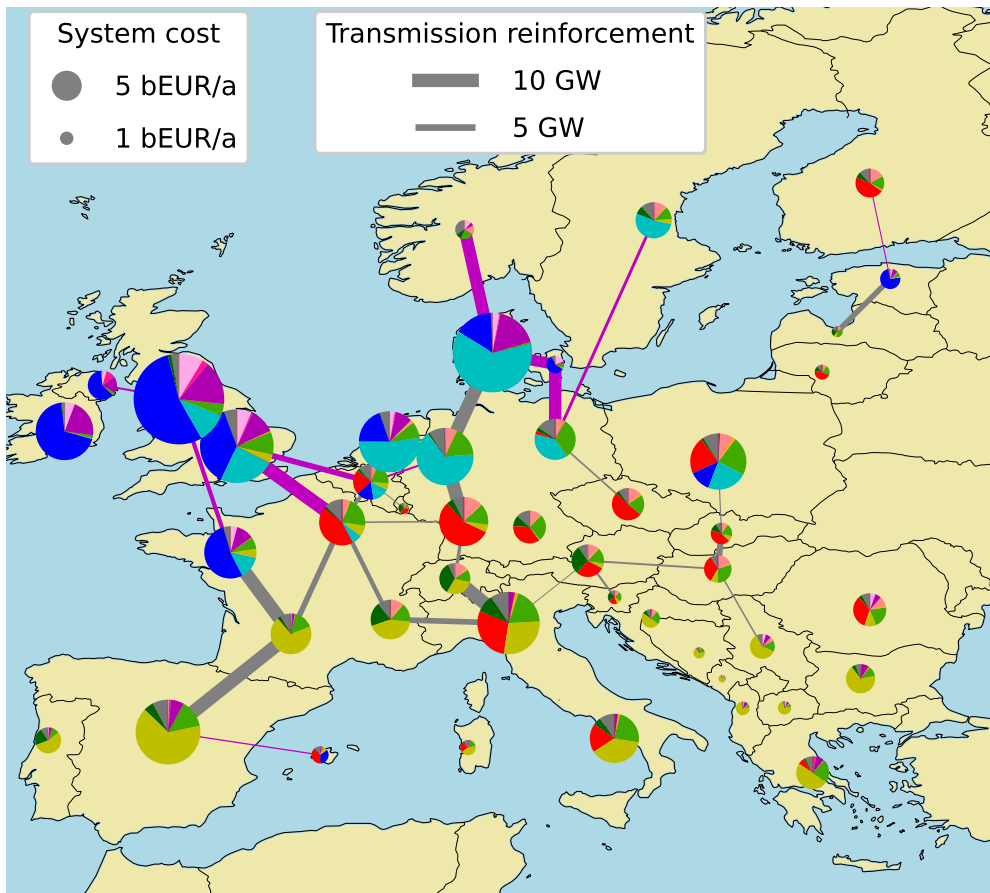 System cost
5 bEUR/a
1 bEUR/a
Transmission reinforcement
10 GW
5 GW